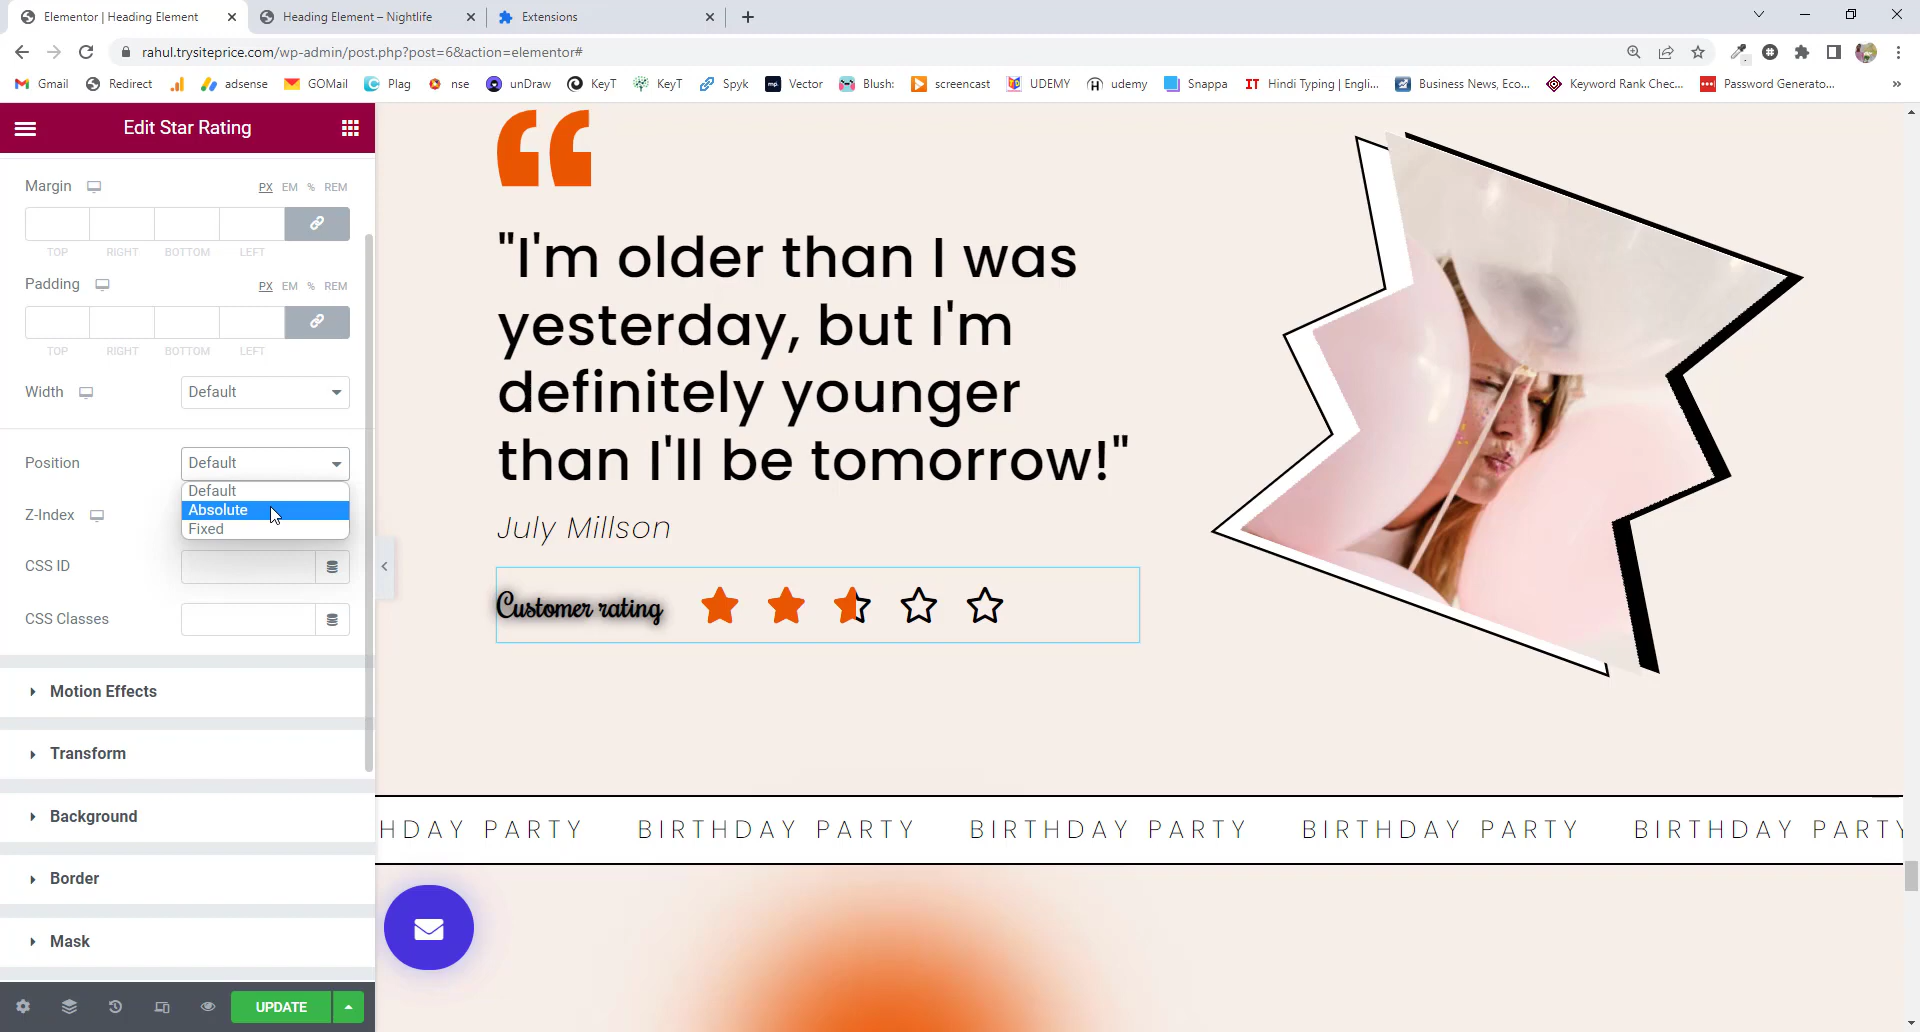 Elementor | Heading Element
Heading Element – Nightlife
Extensions
rahul.trysiteprice.com/wp-admin/post.php?post=6&action=elementor#
Gmail
Redirect
adsense
GOMail
Plag
nse
unDraw
KeyT
KeyT
Spyk
mp.
Vector
Blush:
screencast
UDEMY
udemy
Snappa
IT
Hindi Typing | Engli...
Business News, Eco...
Keyword Rank Chec...
Password Generato...
Edit Star Rating
Margin
PX EM % REM
TOP RIGHT BOTTOM LEFT
Padding
PX EM % REM
TOP RIGHT BOTTOM LEFT
Width
Default
Position
Default
Default
Absolute
Fixed
Z-Index
CSS ID
CSS Classes
Motion Effects
Transform
Background
Border
Mask
UPDATE
"I'm older than I was
yesterday, but I'm
definitely younger
than I'll be tomorrow!"
July Millson
Customer rating
HDAY PARTY BIRTHDAY PARTY BIRTHDAY PARTY BIRTHDAY PARTY BIRTHDAY PARTY